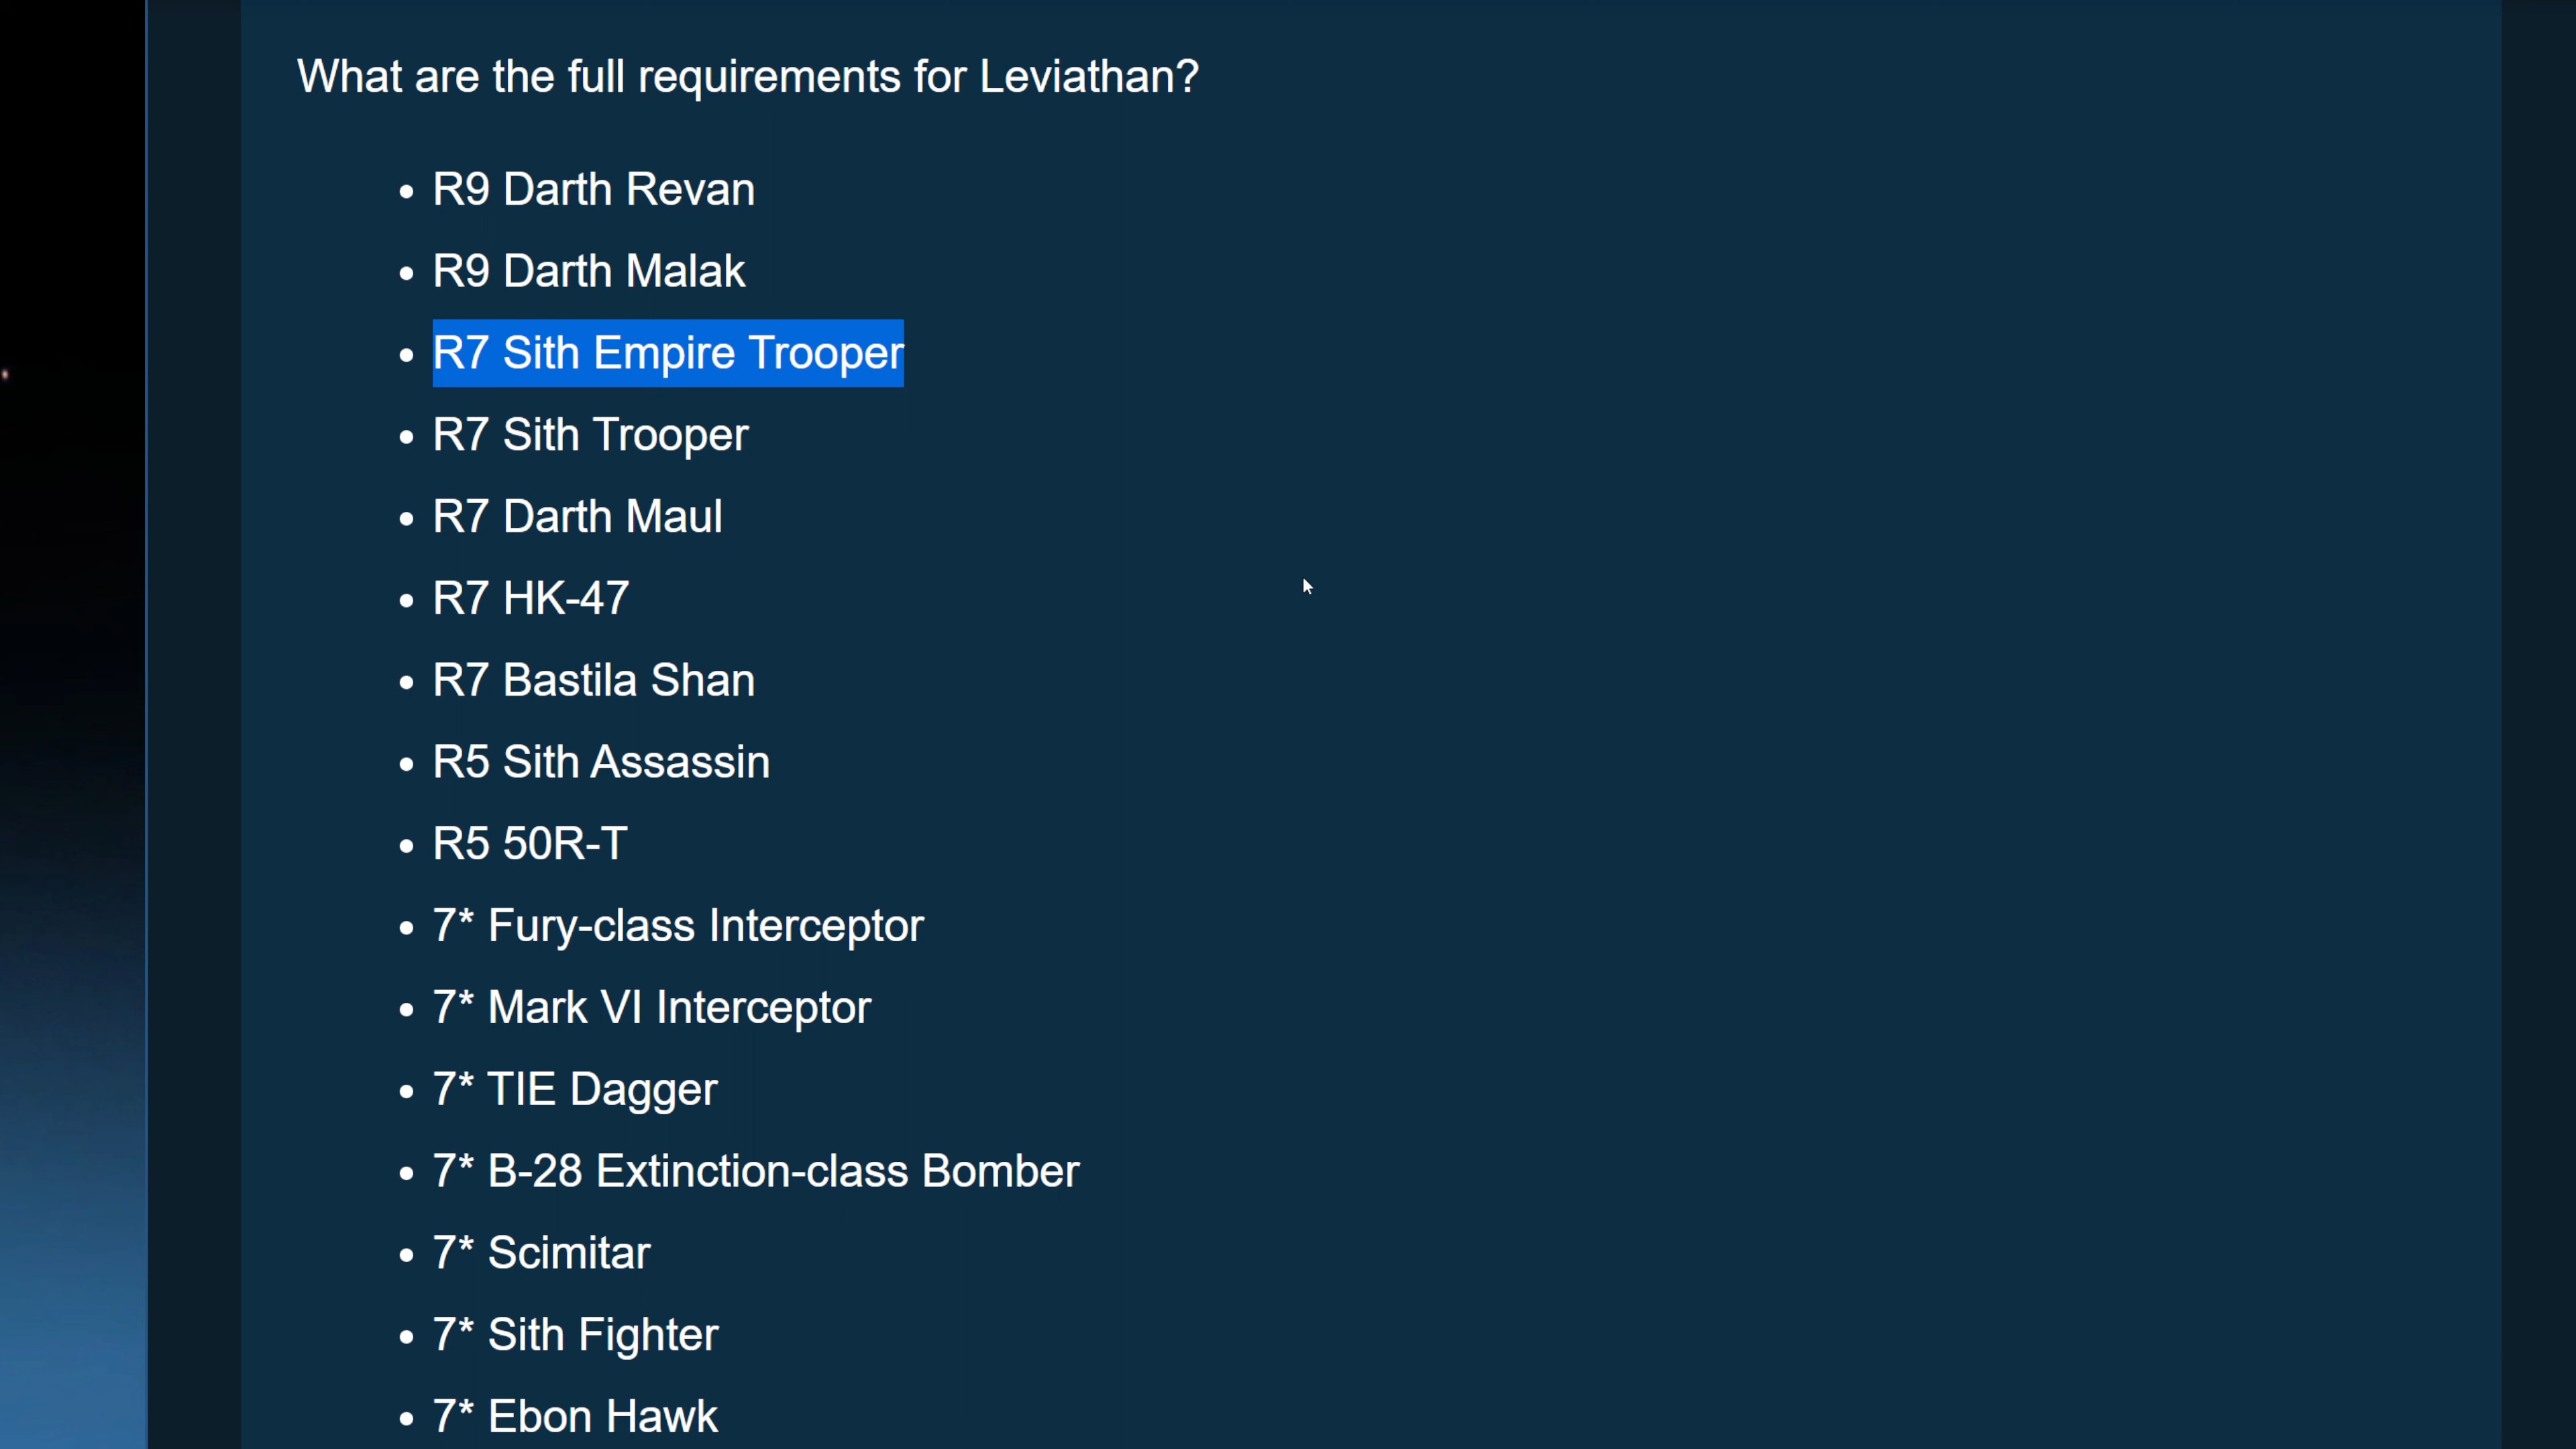 What are the full requirements for Leviathan?
• R9 Darth Revan
• R9 Darth Malak
• R7 Sith Empire Trooper
• R7 Sith Trooper
• R7 Darth Maul
• R7 HK-47
• R7 Bastila Shan
• R5 Sith Assassin
• R5 50R-T
• 7* Fury-class Interceptor
• 7* Mark VI Interceptor
• 7* TIE Dagger
• 7* B-28 Extinction-class Bomber
• 7* Scimitar
• 7* Sith Fighter
• 7* Ebon Hawk